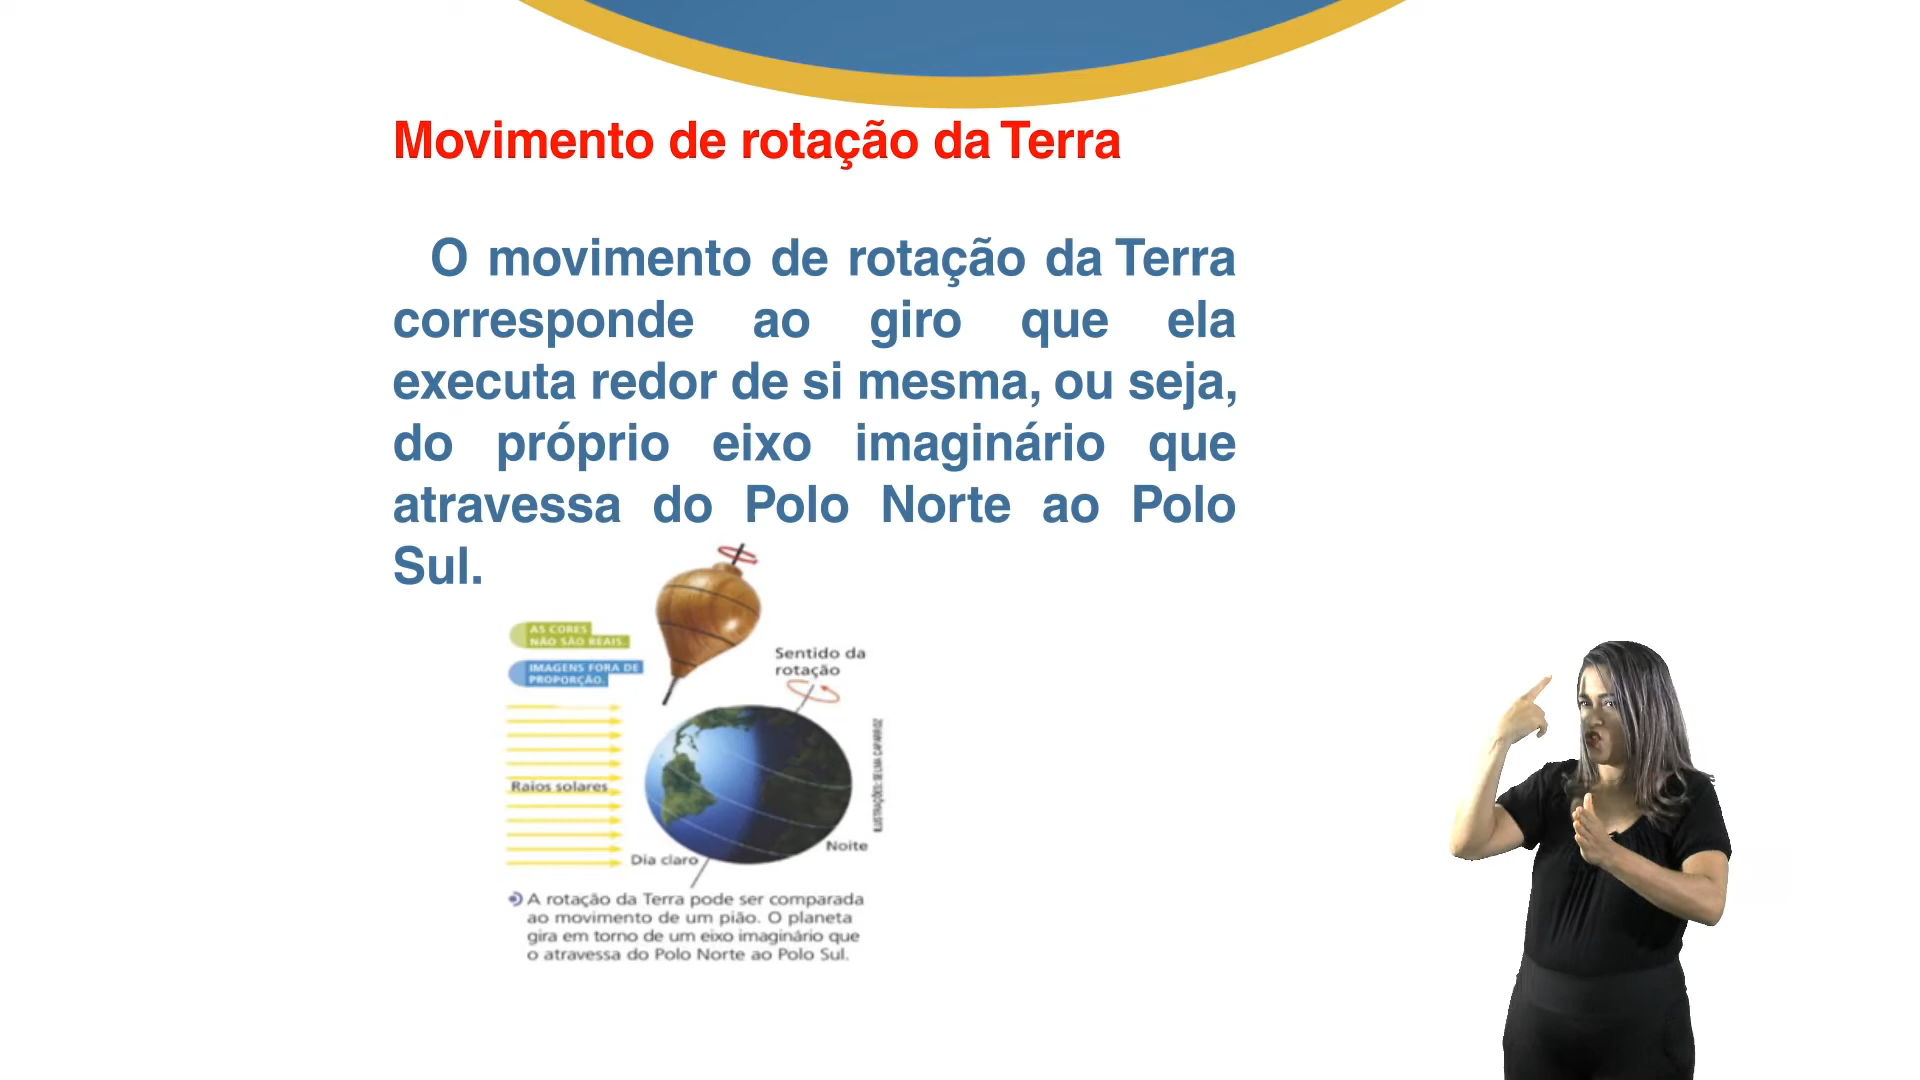 Movimento de rotação da Terra
O movimento de rotação da Terra
corresponde ao giro que ela
executa redor de si mesma, ou seja,
do próprio eixo imaginário que
atravessa do Polo Norte ao Polo
Sul.
AS CORES
NÃO SÃO REAIS.
IMAGENS FORA DE
PROPORÇÃO.
Sentido da
rotação
Raios solares
Dia claro
Noite
A rotação da Terra pode ser comparada
ao movimento de um pião. O planeta
gira em torno de um eixo imaginário que
o atravessa do Polo Norte ao Polo Sul.